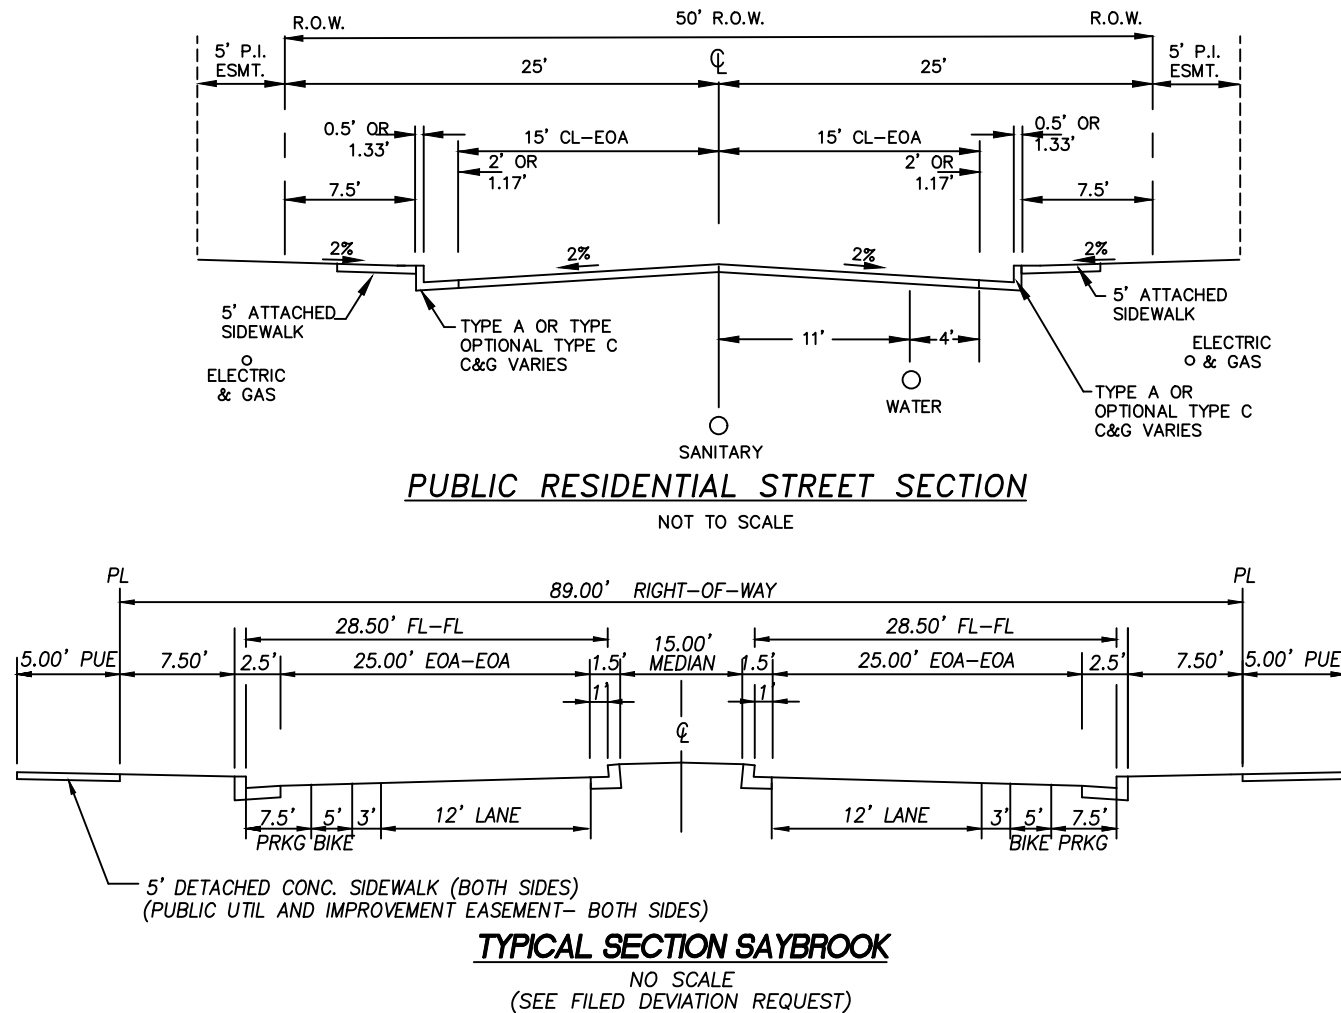 50' R.O.W.
R.O.W.
R.O.W.
5' P.I.
ESMT.
25'
℄
25'
5' P.I.
ESMT.
0.5' OR
1.33'
15' CL-EOA
15' CL-EOA
0.5' OR
1.33'
2' OR
1.17'
2' OR
1.17'
7.5'
7.5'
2%
2%
2%
2%
5' ATTACHED
SIDEWALK
TYPE A OR TYPE
OPTIONAL TYPE C
C&G VARIES
11'
4'
5' ATTACHED
SIDEWALK
ELECTRIC
& GAS
ELECTRIC
& GAS
WATER
TYPE A OR
OPTIONAL TYPE C
C&G VARIES
SANITARY
PUBLIC RESIDENTIAL STREET SECTION
NOT TO SCALE
PL
PL
89.00' RIGHT-OF-WAY
28.50' FL-FL
28.50' FL-FL
5.00' PUE
7.50'
2.5'
25.00' EOA-EOA
1.5'
15.00'
MEDIAN
1.5'
25.00' EOA-EOA
2.5'
7.50'
5.00' PUE
1'
1'
℄
7.5'
5'
3'
12' LANE
12' LANE
3'
5'
7.5'
PRKG BIKE
BIKE PRKG
5' DETACHED CONC. SIDEWALK (BOTH SIDES)
(PUBLIC UTIL AND IMPROVEMENT EASEMENT- BOTH SIDES)
TYPICAL SECTION SAYBROOK
NO SCALE
(SEE FILED DEVIATION REQUEST)